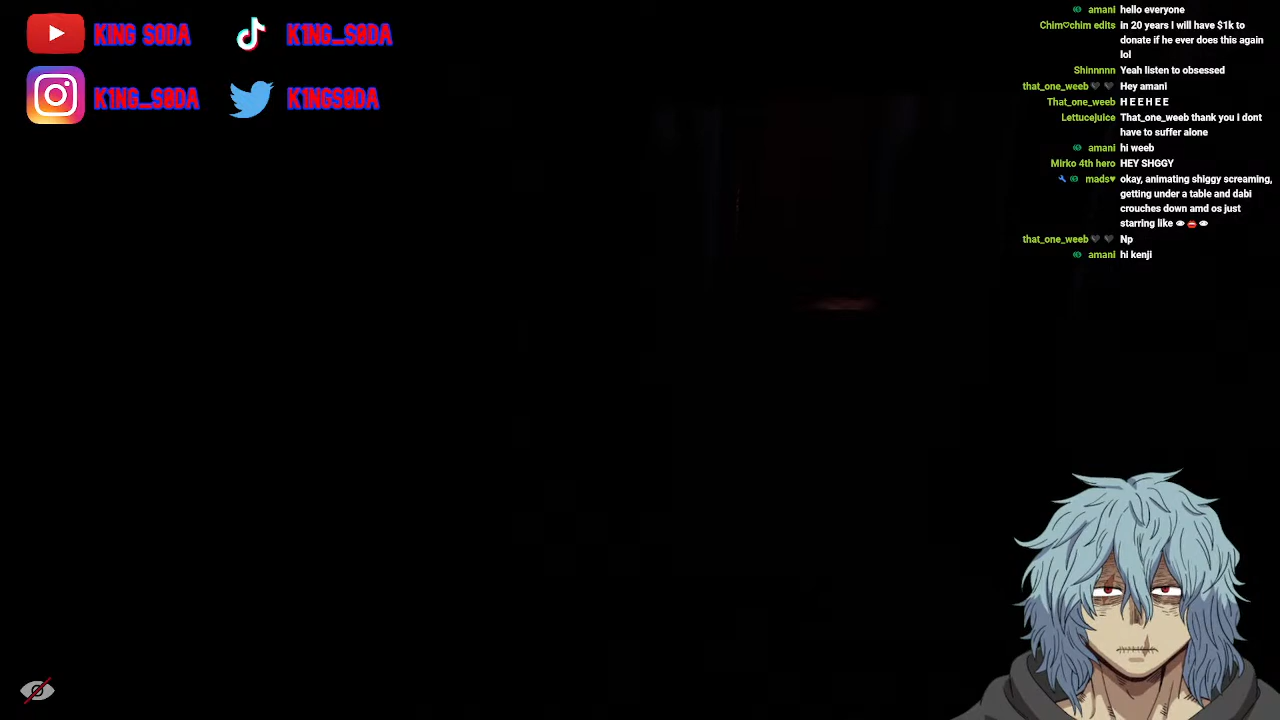 KING SODA
K1NG_S0DA
K1NG_S0DA
K1NGS0DA
amani hello everyone
Chim♡chim edits in 20 years I will have $1k to
donate if he ever does this again
lol
Shinnnnn Yeah listen to obsessed
that_one_weeb🖤🖤 Hey amani
That_one_weeb H E E H E E
Lettucejuice That_one_weeb thank you i dont
have to suffer alone
amani hi weeb
Mirko 4th hero HEY SHGGY
mads♥ okay, animating shiggy screaming,
getting under a table and dabi
crouches down amd os just
starring like 👁👄👁
that_one_weeb🖤🖤 Np
amani hi kenji